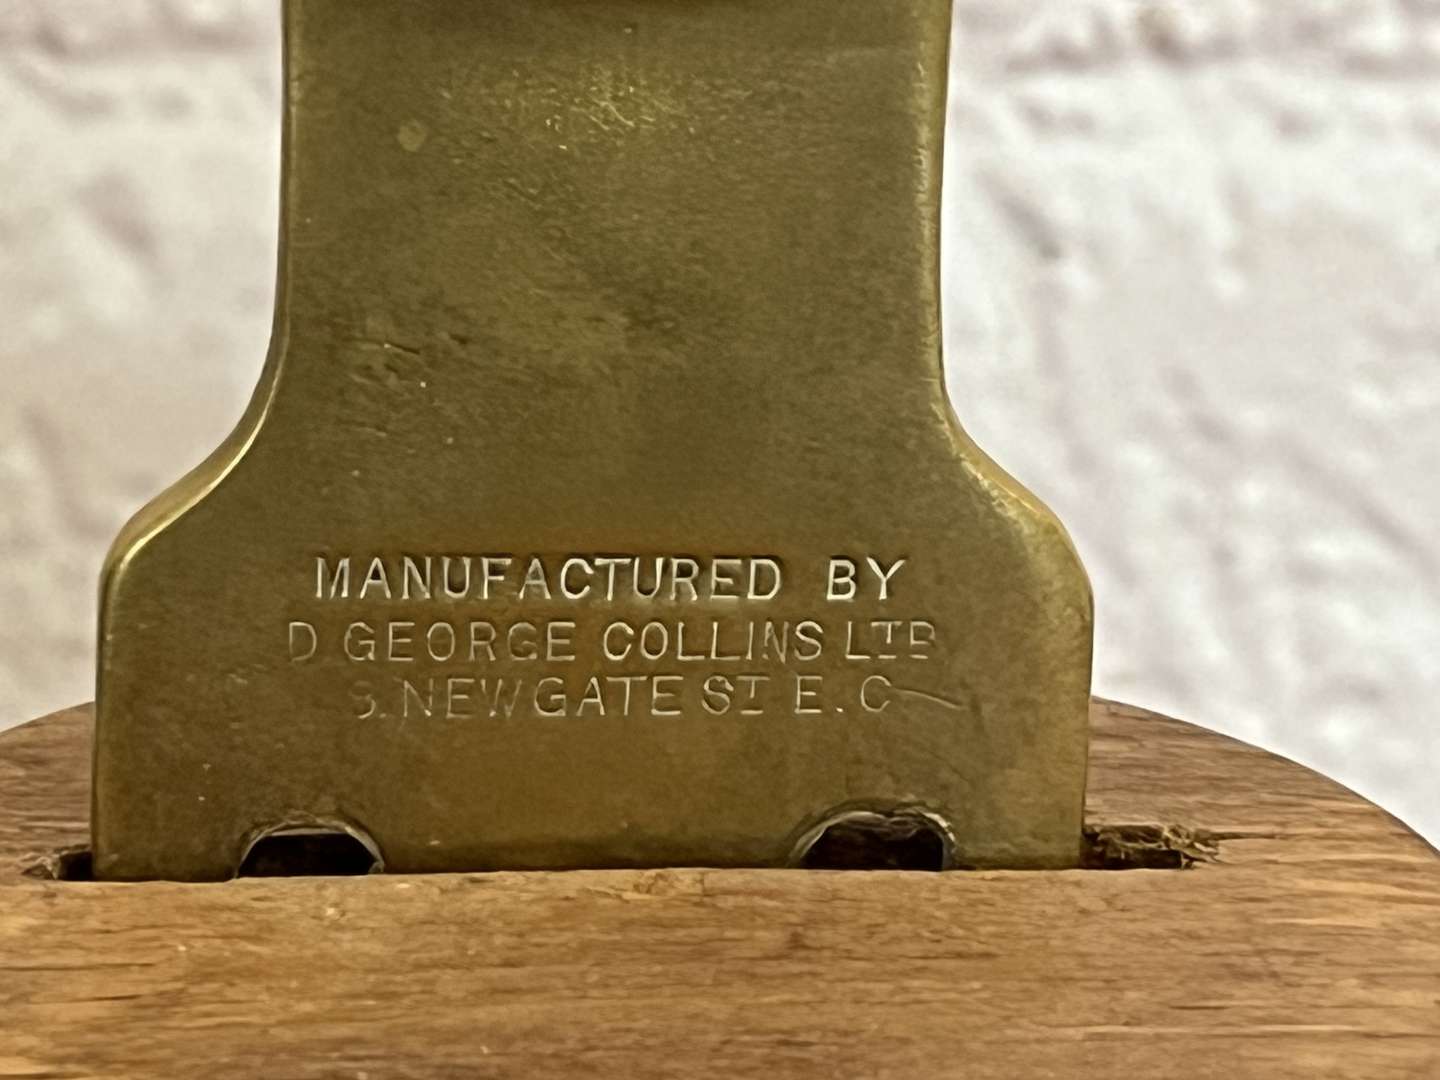 MANUFACTURED BY
D GEORGE COLLINS LTD
NEWGATE ST E.C